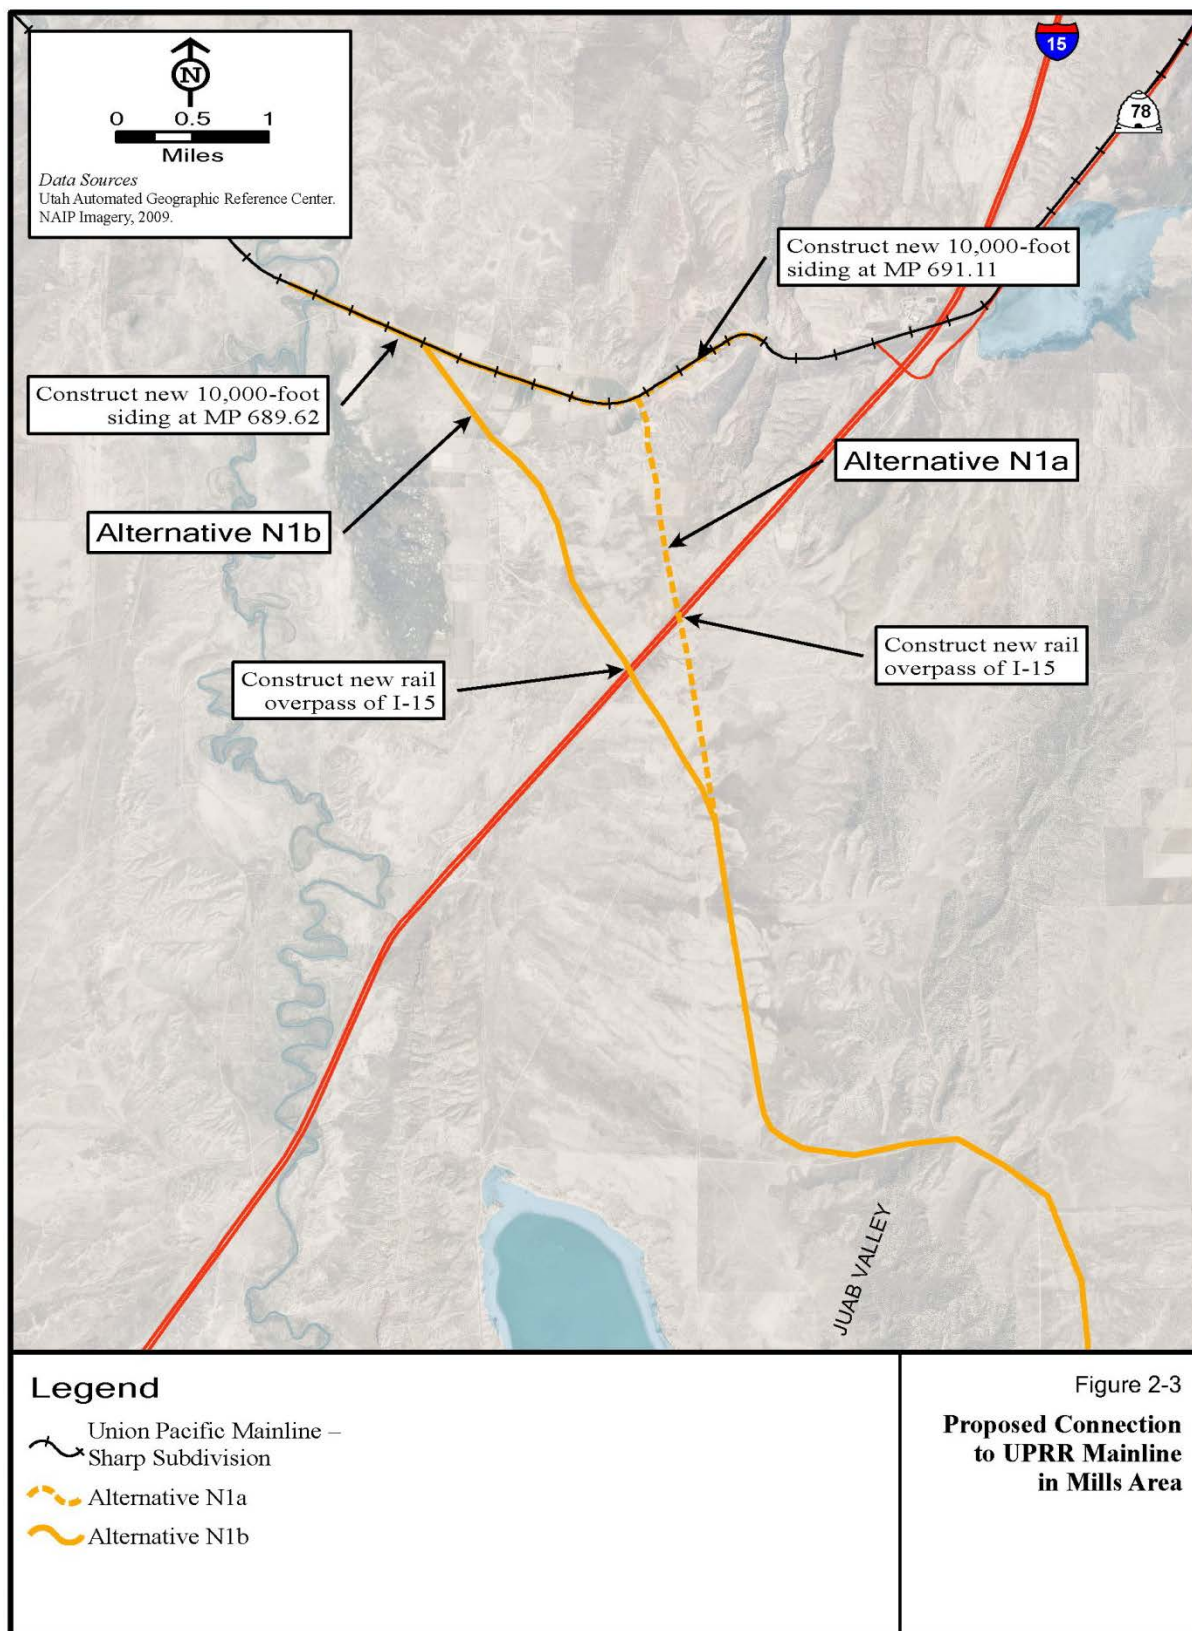 N
0 0.5 1
Miles
Data Sources
Utah Automated Geographic Reference Center.
NAIP Imagery, 2009.
15
78
Construct new 10,000-foot
siding at MP 691.11
Construct new 10,000-foot
siding at MP 689.62
Alternative N1a
Alternative N1b
Construct new rail
overpass of I-15
Construct new rail
overpass of I-15
JUAB VALLEY
Legend
Union Pacific Mainline –
Sharp Subdivision
Alternative N1a
Alternative N1b
Figure 2-3
Proposed Connection
to UPRR Mainline
in Mills Area